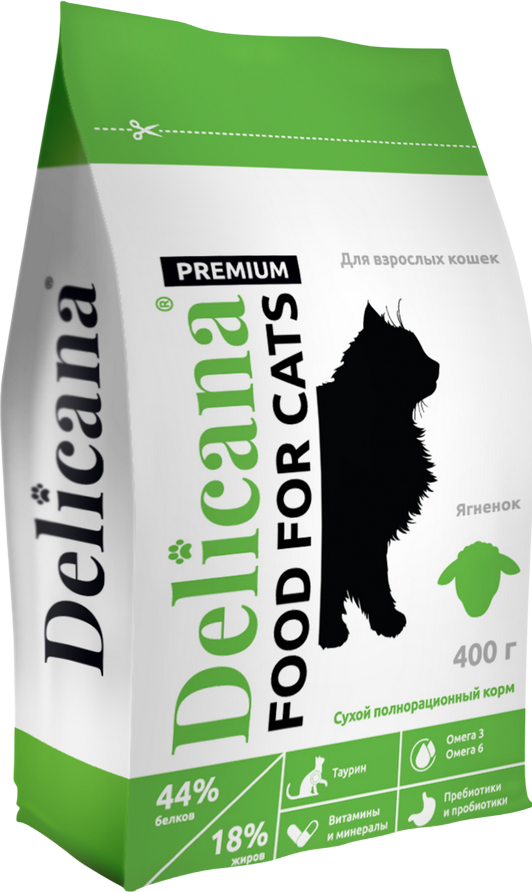 Delicana®
PREMIUM
Delicana®
FOOD FOR CATS
Для взрослых кошек
Ягненок
400 г
Сухой полнорационный корм
44%
белков
18%
жиров
Таурин
Омега 3
Омега 6
Витамины
и минералы
Пребиотики
и пробиотики